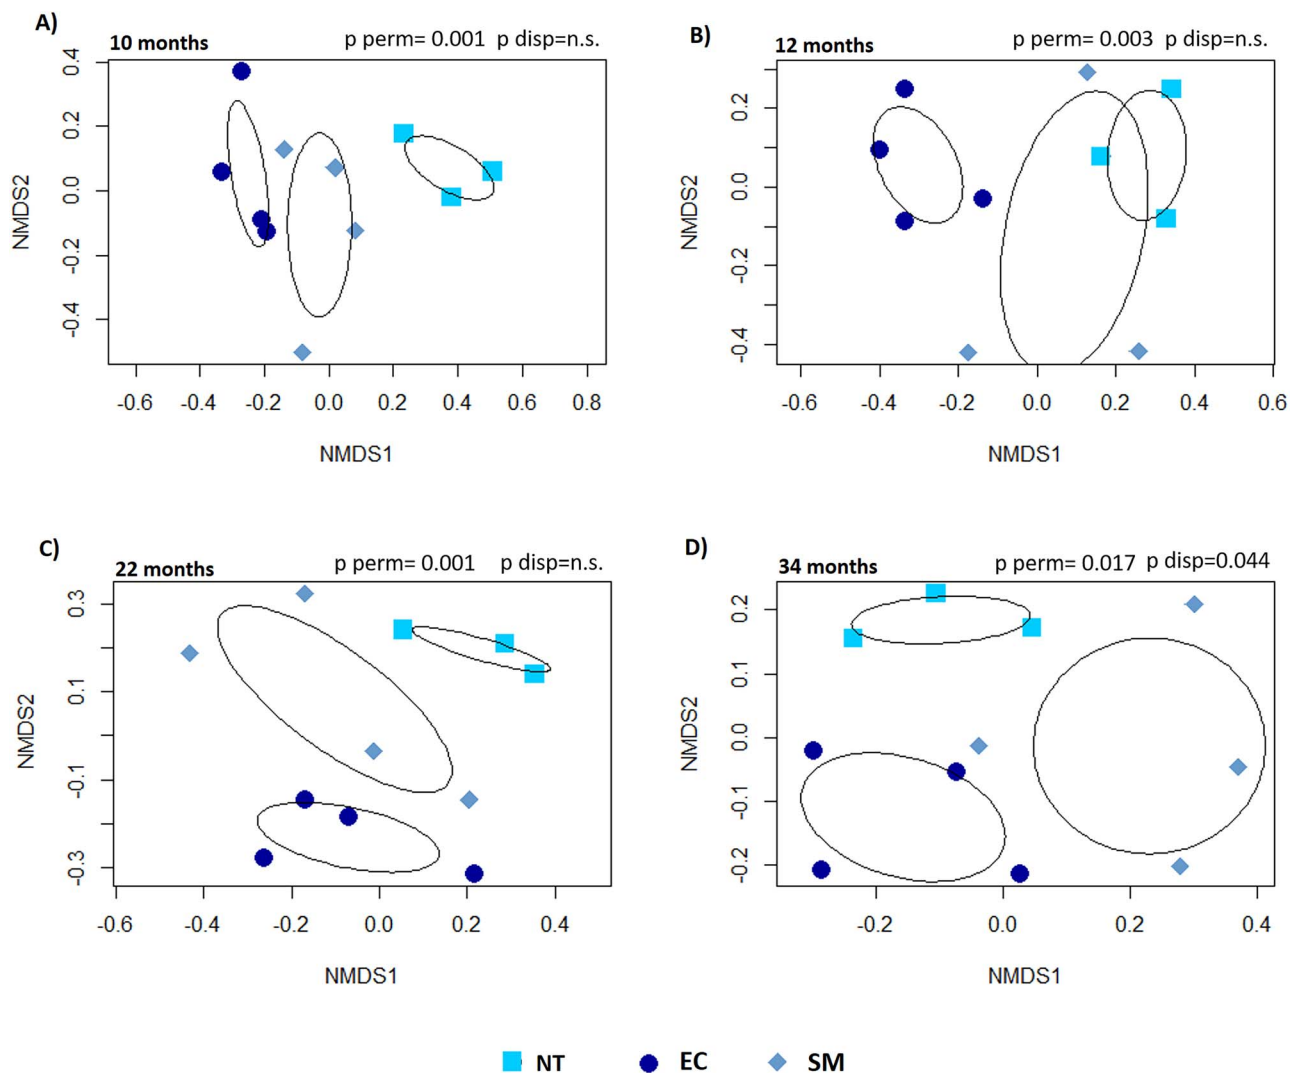 A)
10 months p perm= 0.001 p disp=n.s.
NMDS2
0.4
0.2
0.0
-0.2
-0.4
-0.6 -0.4 -0.2 0.0 0.2 0.4 0.6 0.8
NMDS1
B)
12 months p perm= 0.003 p disp=n.s.
NMDS2
0.2
0.0
-0.2
-0.4
-0.6 -0.4 -0.2 0.0 0.2 0.4 0.6
NMDS1
C)
22 months p perm= 0.001 p disp=n.s.
NMDS2
0.3
0.1
-0.1
-0.3
-0.6 -0.4 -0.2 0.0 0.2 0.4
NMDS1
D)
34 months p perm= 0.017 p disp=0.044
NMDS2
0.2
0.1
0.0
-0.1
-0.2
-0.2 0.0 0.2 0.4
NMDS1
NT EC SM